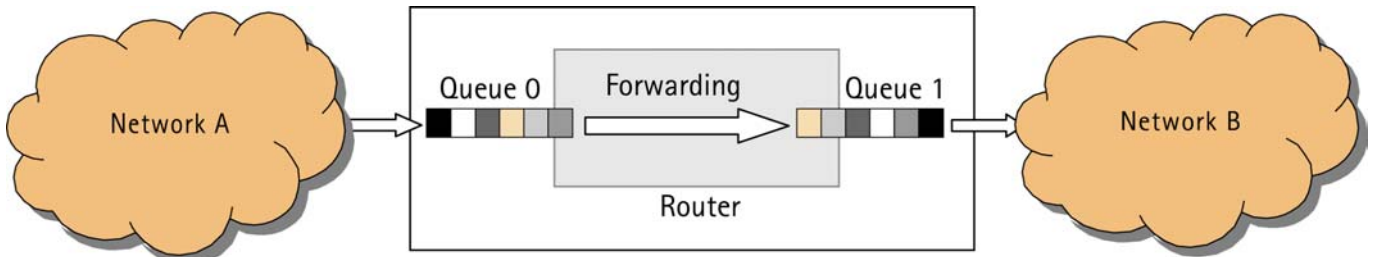 Network A
Queue 0
Forwarding
Queue 1
Router
Network B